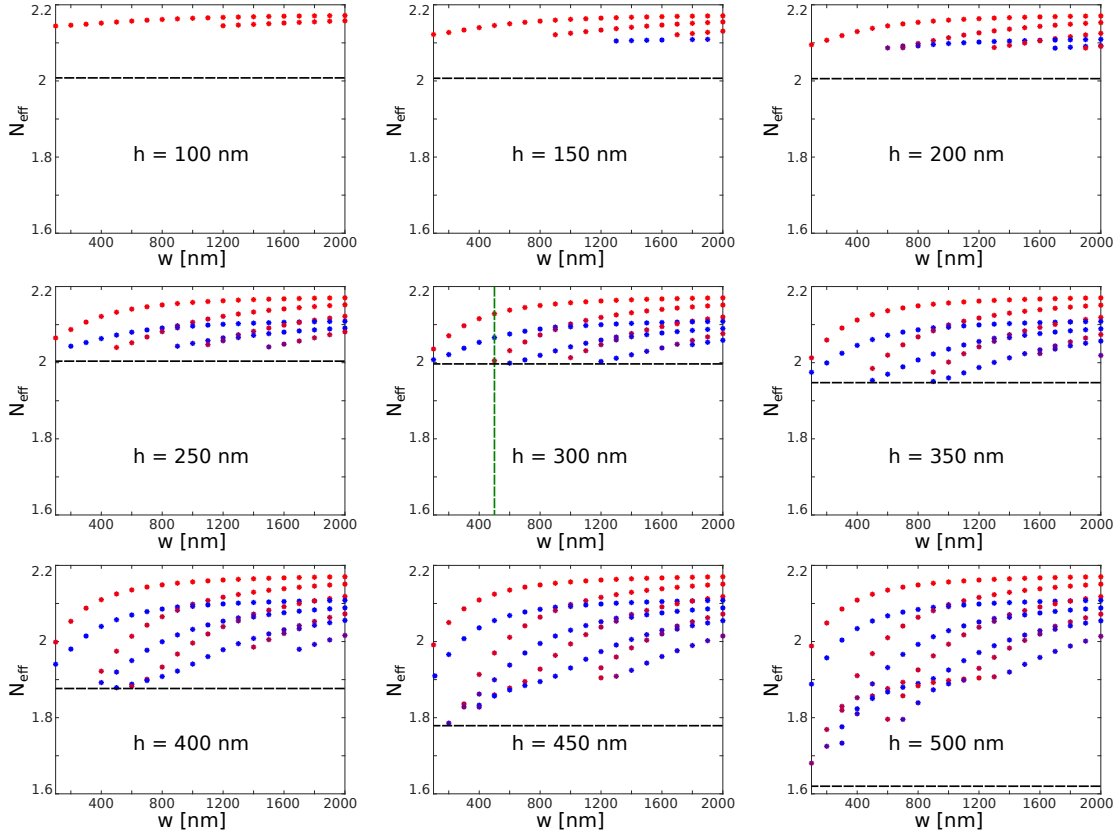 2.2
2
1.8
1.6
N_eff
h = 100 nm
400 800 1200 1600 2000
w [nm]
2.2
2
1.8
1.6
N_eff
h = 150 nm
400 800 1200 1600 2000
w [nm]
2.2
2
1.8
1.6
N_eff
h = 200 nm
400 800 1200 1600 2000
w [nm]
2.2
2
1.8
1.6
N_eff
h = 250 nm
400 800 1200 1600 2000
w [nm]
2.2
2
1.8
1.6
N_eff
h = 300 nm
400 800 1200 1600 2000
w [nm]
2.2
2
1.8
1.6
N_eff
h = 350 nm
400 800 1200 1600 2000
w [nm]
2.2
2
1.8
1.6
N_eff
h = 400 nm
400 800 1200 1600 2000
w [nm]
2.2
2
1.8
1.6
N_eff
h = 450 nm
400 800 1200 1600 2000
w [nm]
2.2
2
1.8
1.6
N_eff
h = 500 nm
400 800 1200 1600 2000
w [nm]